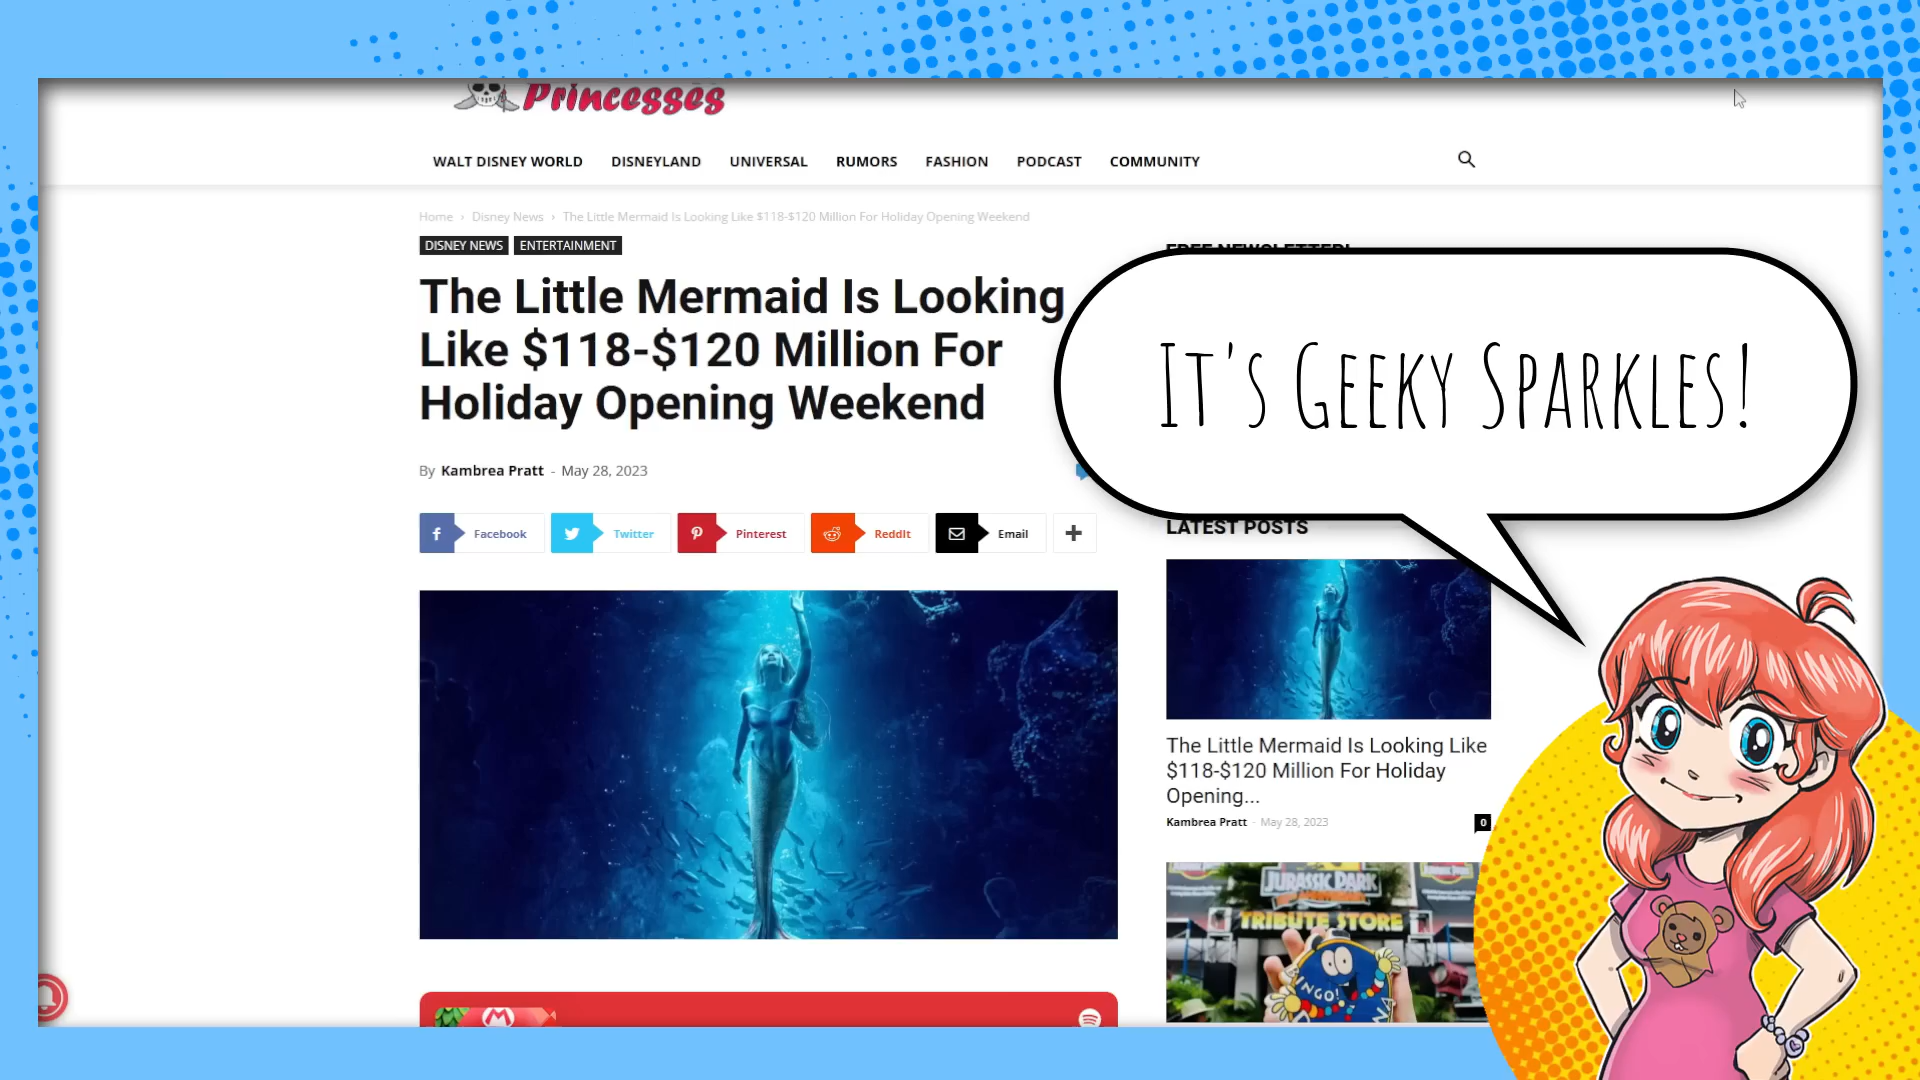 Princesses
WALT DISNEY WORLD DISNEYLAND UNIVERSAL RUMORS FASHION PODCAST COMMUNITY
Home › Disney News › The Little Mermaid Is Looking Like $118-$120 Million For Holiday Opening Weekend
DISNEY NEWS ENTERTAINMENT
The Little Mermaid Is Looking
Like $118-$120 Million For
Holiday Opening Weekend
By Kambrea Pratt - May 28, 2023
Facebook Twitter Pinterest ReddIt Email
FREE NEWSLETTER!
It's Geeky Sparkles!
LATEST POSTS
The Little Mermaid Is Looking Like
$118-$120 Million For Holiday
Opening...
Kambrea Pratt - May 28, 2023
0
JURASSIC PARK
TRIBUTE STORE
BINGO!
M